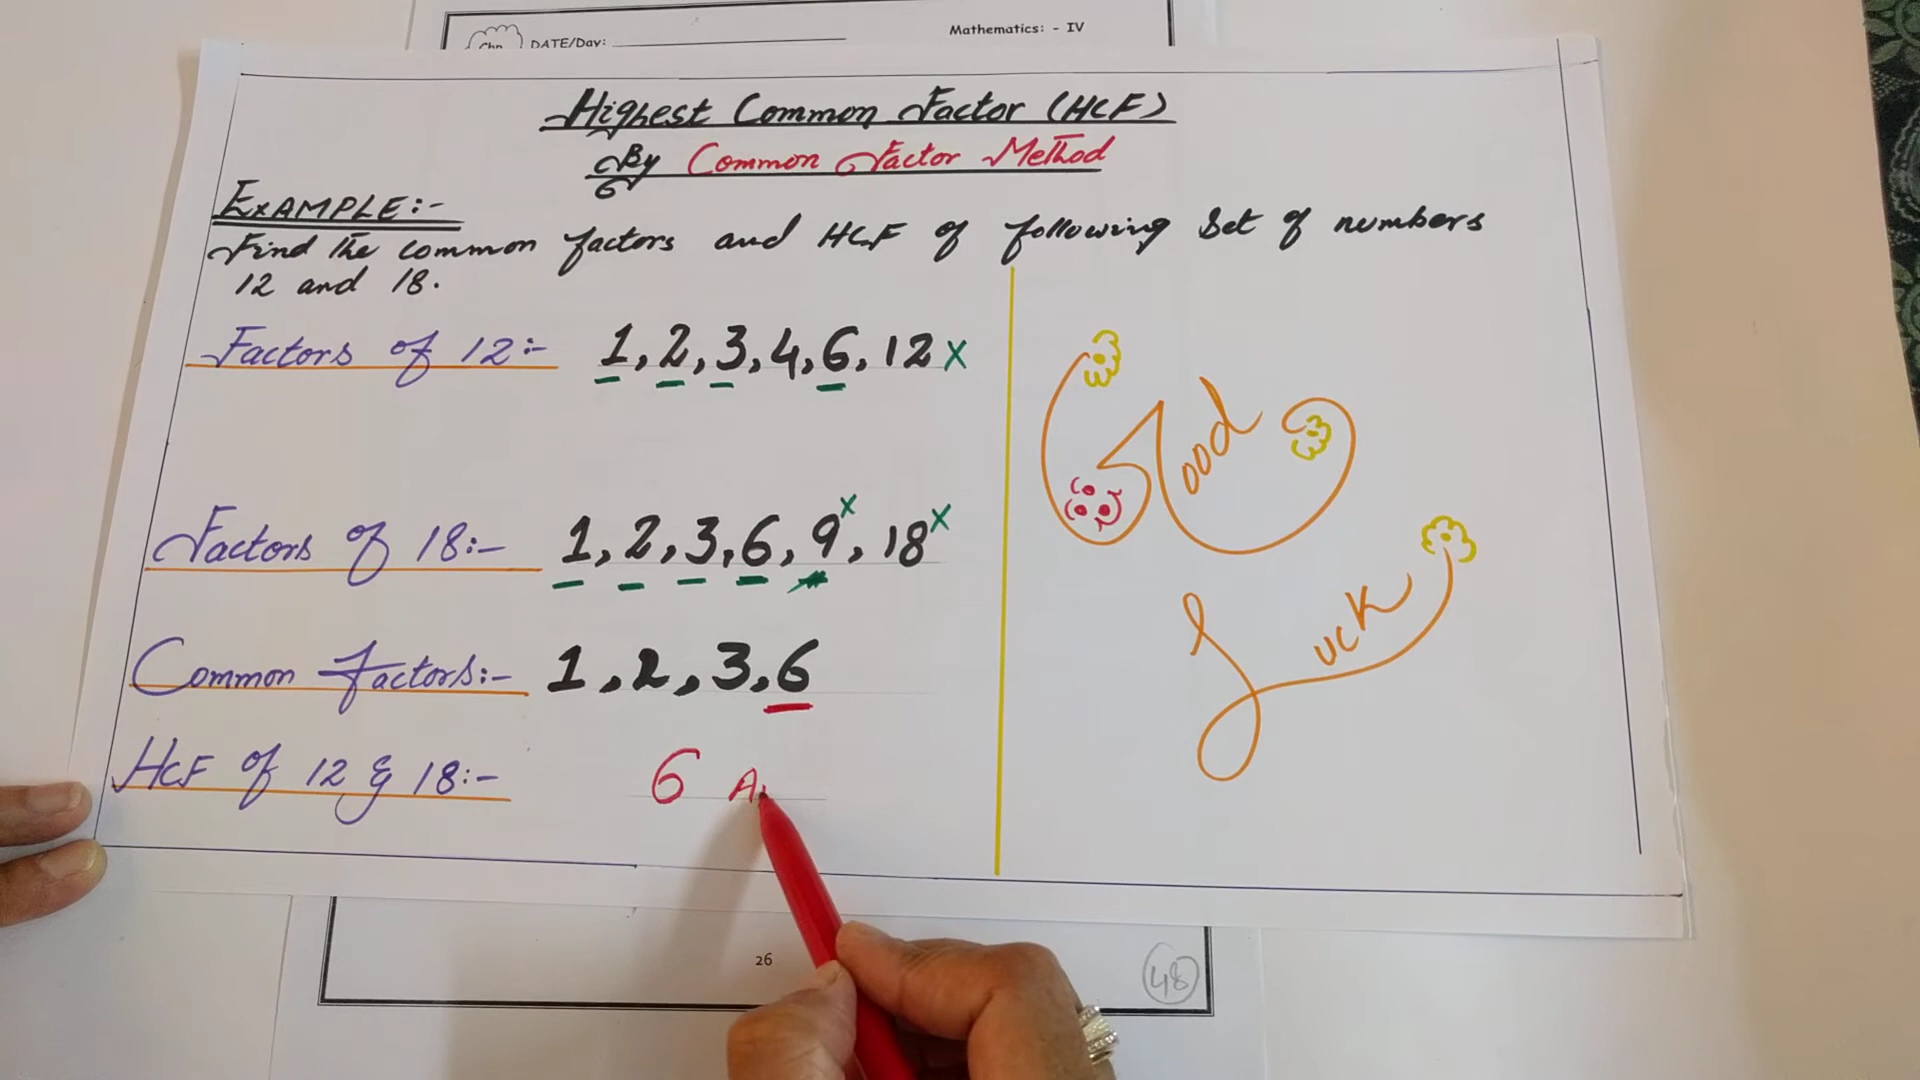 Chp DATE/Day: Mathematics: - IV
Highest Common Factor (HCF)
By Common Factor Method
EXAMPLE:-
Find the common factors and HCF of following set of numbers
12 and 18.
Factors of 12:- 1, 2, 3, 4, 6, 12 x
Factors of 18:- 1, 2, 3, 6, 9 x, 18 x
Common Factors:- 1, 2, 3, 6
HCF of 12 & 18:- 6 A
Good
Luck
26
48